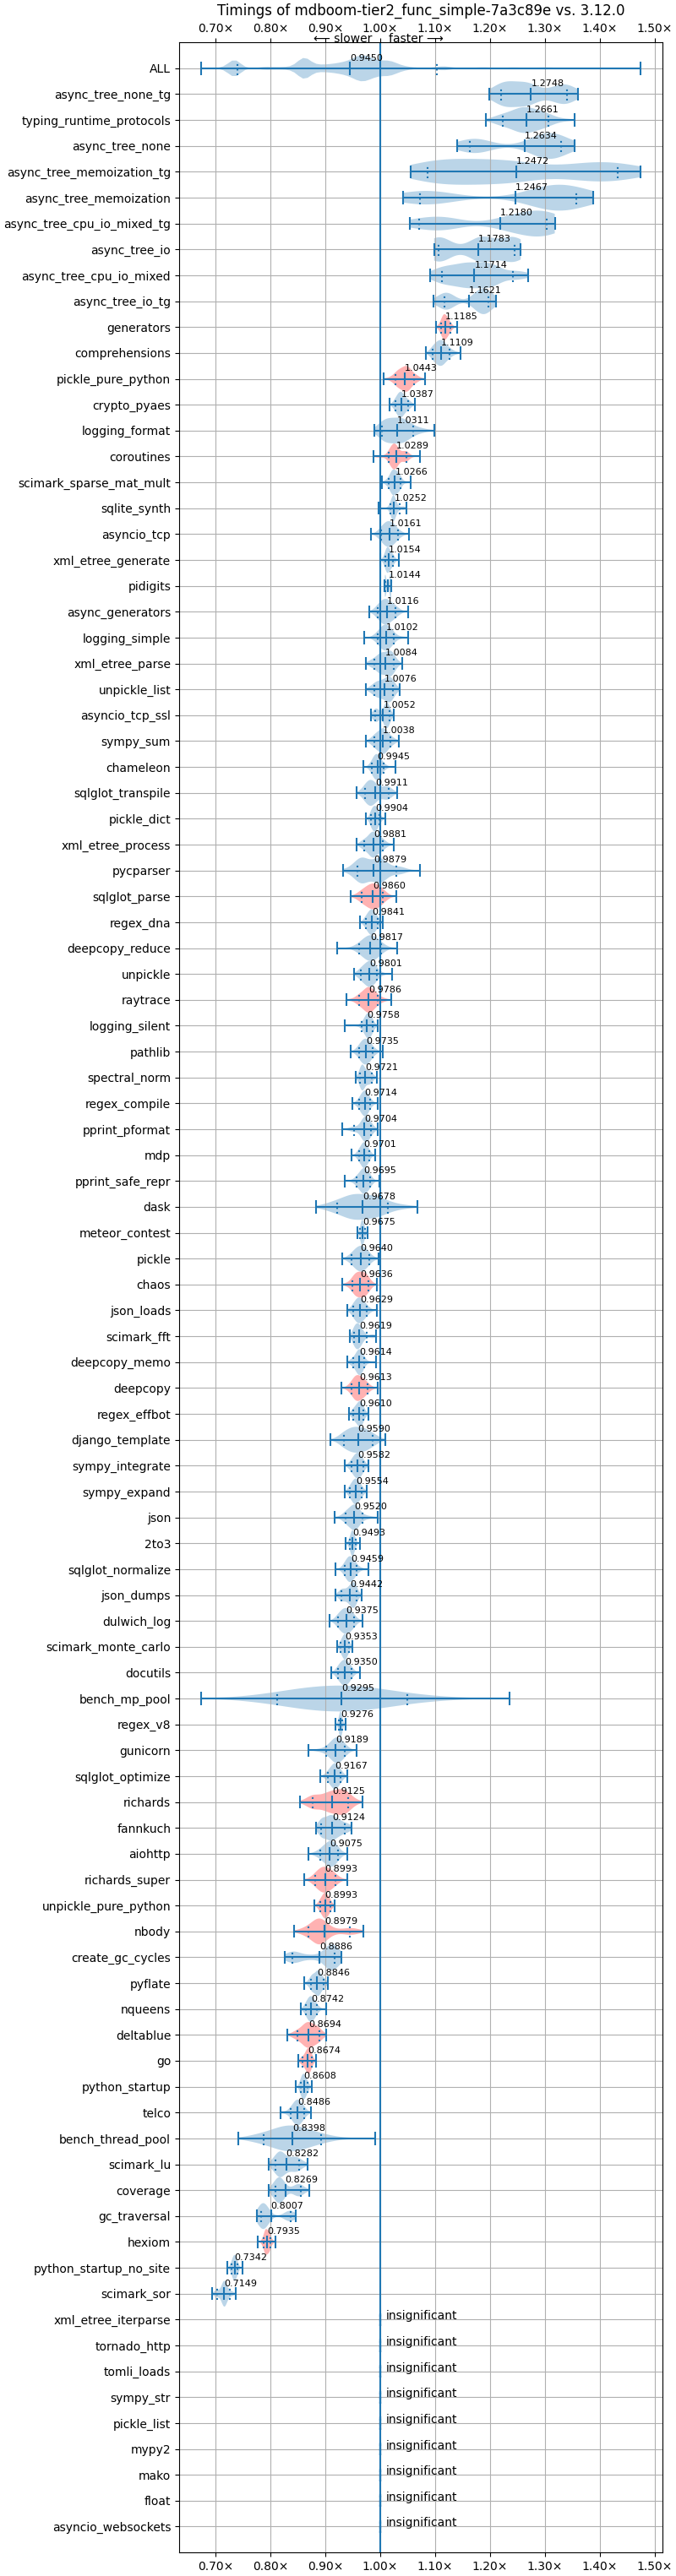 Timings of mdboom-tier2_func_simple-7a3c89e vs. 3.12.0
0.70× 0.80× 0.90× 1.00× 1.10× 1.20× 1.30× 1.40× 1.50×
⟵ slower faster ⟶
ALL 0.9450
async_tree_none_tg 1.2748
typing_runtime_protocols 1.2661
async_tree_none 1.2634
async_tree_memoization_tg 1.2472
async_tree_memoization 1.2467
async_tree_cpu_io_mixed_tg 1.2180
async_tree_io 1.1783
async_tree_cpu_io_mixed 1.1714
async_tree_io_tg 1.1621
generators 1.1185
comprehensions 1.1109
pickle_pure_python 1.0443
crypto_pyaes 1.0387
logging_format 1.0311
coroutines 1.0289
scimark_sparse_mat_mult 1.0266
sqlite_synth 1.0252
asyncio_tcp 1.0161
xml_etree_generate 1.0154
pidigits 1.0144
async_generators 1.0116
logging_simple 1.0102
xml_etree_parse 1.0084
unpickle_list 1.0076
asyncio_tcp_ssl 1.0052
sympy_sum 1.0038
chameleon 0.9945
sqlglot_transpile 0.9911
pickle_dict 0.9904
xml_etree_process 0.9881
pycparser 0.9879
sqlglot_parse 0.9860
regex_dna 0.9841
deepcopy_reduce 0.9817
unpickle 0.9801
raytrace 0.9786
logging_silent 0.9758
pathlib 0.9735
spectral_norm 0.9721
regex_compile 0.9714
pprint_pformat 0.9704
mdp 0.9701
pprint_safe_repr 0.9695
dask 0.9678
meteor_contest 0.9675
pickle 0.9640
chaos 0.9636
json_loads 0.9629
scimark_fft 0.9619
deepcopy_memo 0.9614
deepcopy 0.9613
regex_effbot 0.9610
django_template 0.9590
sympy_integrate 0.9582
sympy_expand 0.9554
json 0.9520
2to3 0.9493
sqlglot_normalize 0.9459
json_dumps 0.9442
dulwich_log 0.9375
scimark_monte_carlo 0.9353
docutils 0.9350
bench_mp_pool 0.9295
regex_v8 0.9276
gunicorn 0.9189
sqlglot_optimize 0.9167
richards 0.9125
fannkuch 0.9124
aiohttp 0.9075
richards_super 0.8993
unpickle_pure_python 0.8993
nbody 0.8979
create_gc_cycles 0.8886
pyflate 0.8846
nqueens 0.8742
deltablue 0.8694
go 0.8674
python_startup 0.8608
telco 0.8486
bench_thread_pool 0.8398
scimark_lu 0.8282
coverage 0.8269
gc_traversal 0.8007
hexiom 0.7935
python_startup_no_site 0.7342
scimark_sor 0.7149
xml_etree_iterparse insignificant
tornado_http insignificant
tomli_loads insignificant
sympy_str insignificant
pickle_list insignificant
mypy2 insignificant
mako insignificant
float insignificant
asyncio_websockets insignificant
0.70× 0.80× 0.90× 1.00× 1.10× 1.20× 1.30× 1.40× 1.50×